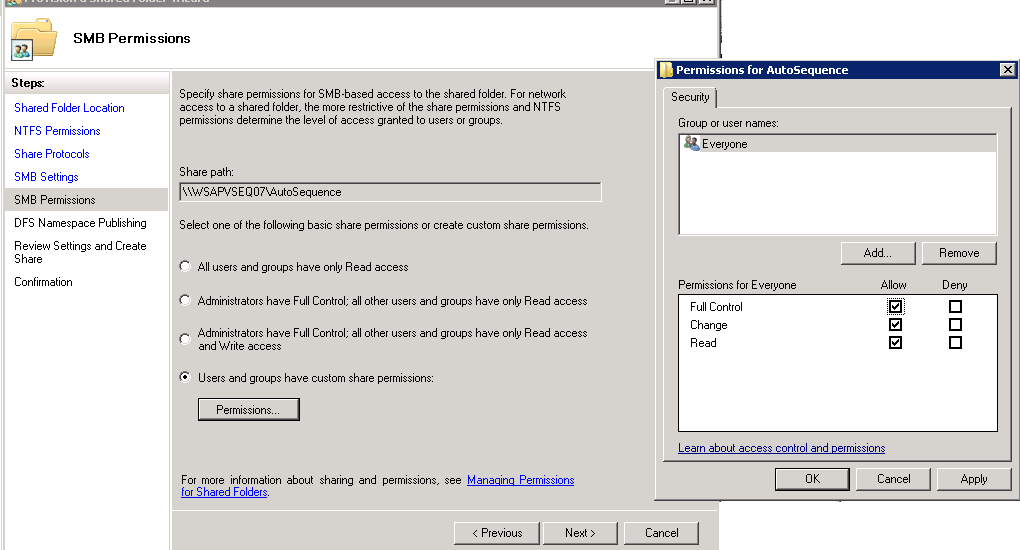 Provision a Shared Folder Wizard
SMB Permissions
Steps:
Shared Folder Location
NTFS Permissions
Share Protocols
SMB Settings
SMB Permissions
DFS Namespace Publishing
Review Settings and Create
Share
Confirmation
Specify share permissions for SMB-based access to the shared folder. For network
access to a shared folder, the more restrictive of the share permissions and NTFS
permissions determine the level of access granted to users or groups.
Share path:
\\WSAPVSEQ07\AutoSequence
Select one of the following basic share permissions or create custom share permissions.
All users and groups have only Read access
Administrators have Full Control; all other users and groups have only Read access
Administrators have Full Control; all other users and groups have only Read access
and Write access
Users and groups have custom share permissions:
Permissions...
For more information about sharing and permissions, see Managing Permissions
for Shared Folders.
< Previous
Next >
Cancel
Permissions for AutoSequence
Security
Group or user names:
Everyone
Add...
Remove
Permissions for Everyone Allow Deny
Full Control
Change
Read
Learn about access control and permissions
OK
Cancel
Apply